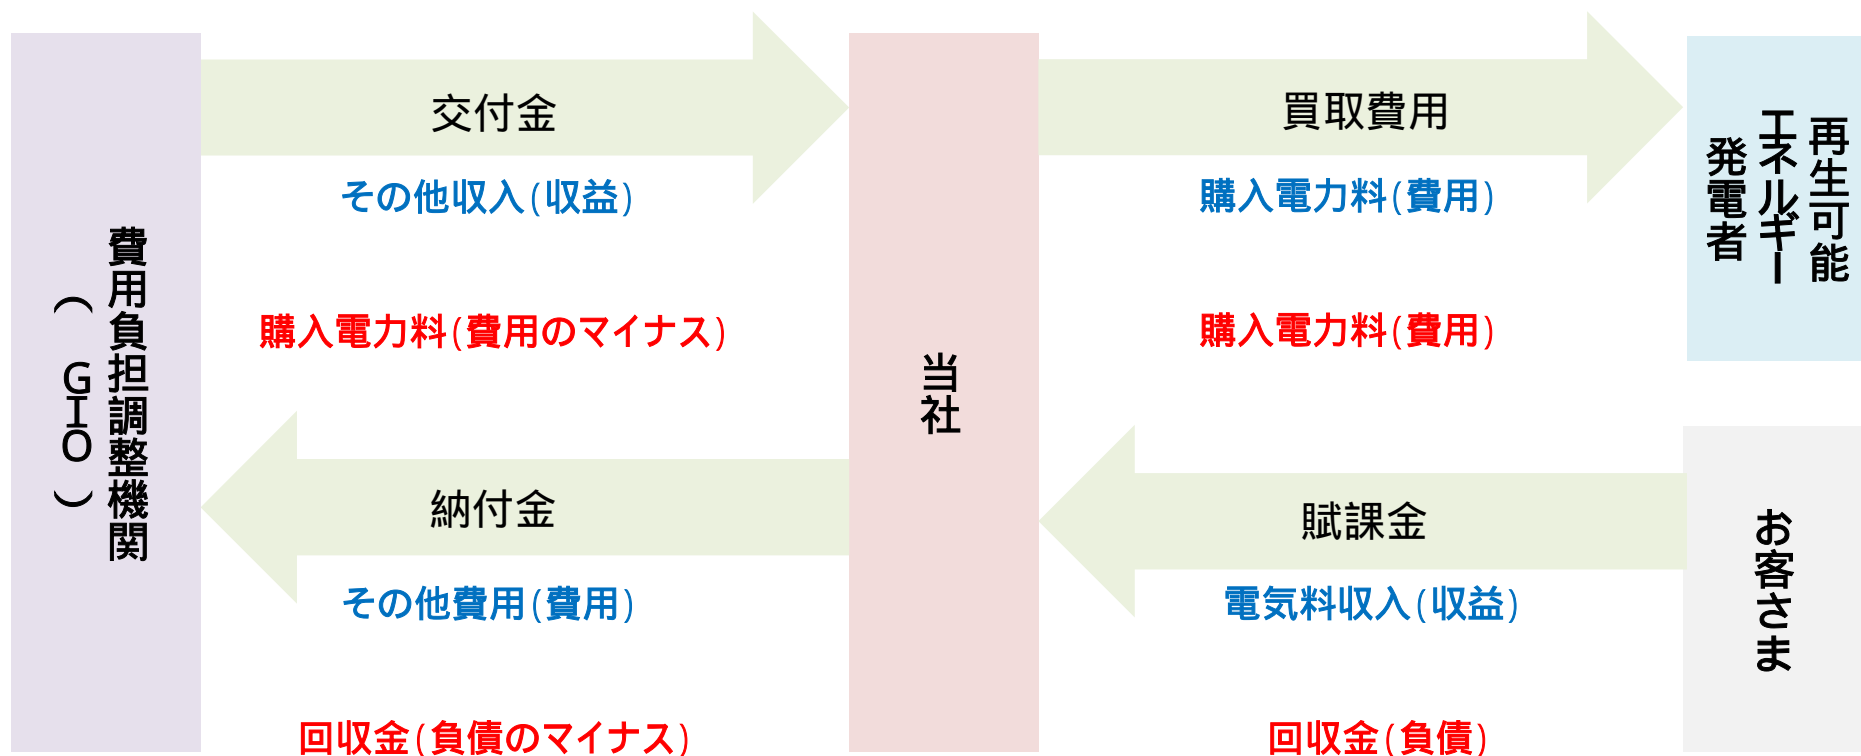 費用負担調整機関
（GIO）
交付金
その他収入(収益)
購入電力料(費用のマイナス)
納付金
その他費用(費用)
回収金(負債のマイナス)
当社
買取費用
購入電力料(費用)
購入電力料(費用)
賦課金
電気料収入(収益)
回収金(負債)
再生可能
エネルギー
発電者
お客さま